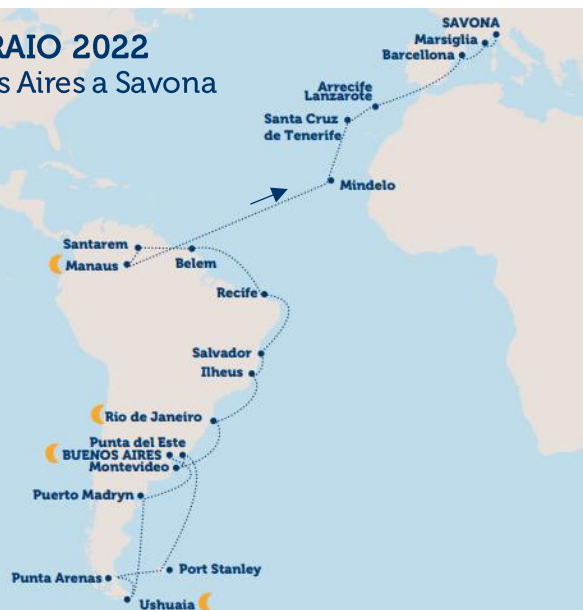 RAIO 2022
s Aires a Savona
SAVONA
Marsiglia
Barcellona
Arrecife
Lanzarote
Santa Cruz
de Tenerife
Mindelo
Santarem
Manaus
Belem
Recife
Salvador
Ilheus
Rio de Janeiro
Punta del Este
BUENOS AIRES
Montevideo
Puerto Madryn
Port Stanley
Punta Arenas
Ushuaia